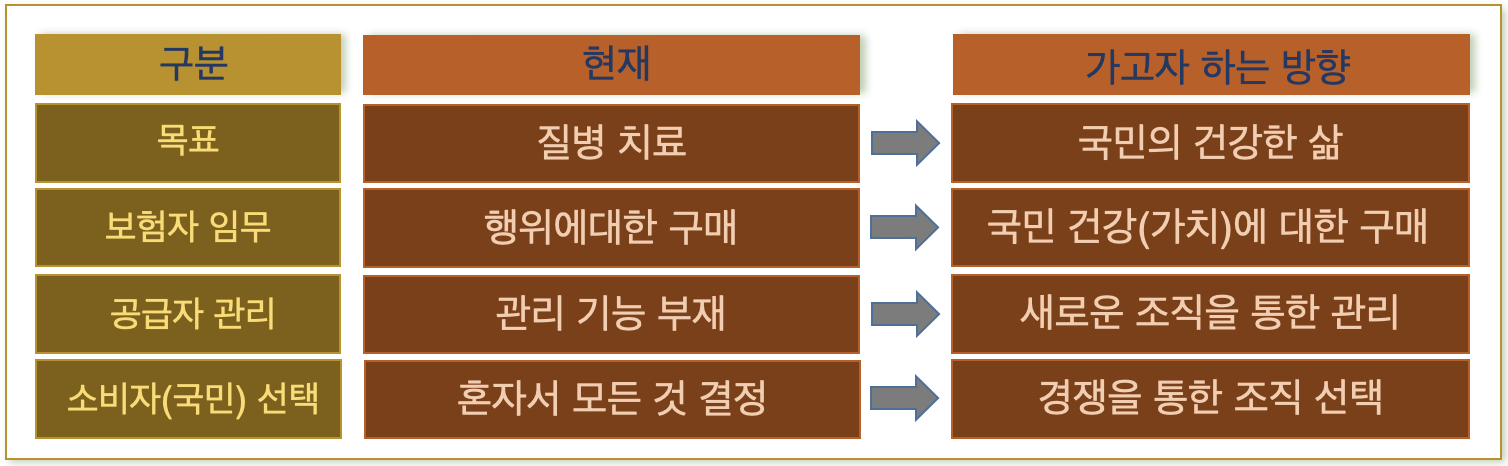 구분 현재 가고자 하는 방향
목표 질병 치료 국민의 건강한 삶
보험자 임무 행위에대한 구매 국민 건강(가치)에 대한 구매
공급자 관리 관리 기능 부재 새로운 조직을 통한 관리
소비자(국민) 선택 혼자서 모든 것 결정 경쟁을 통한 조직 선택